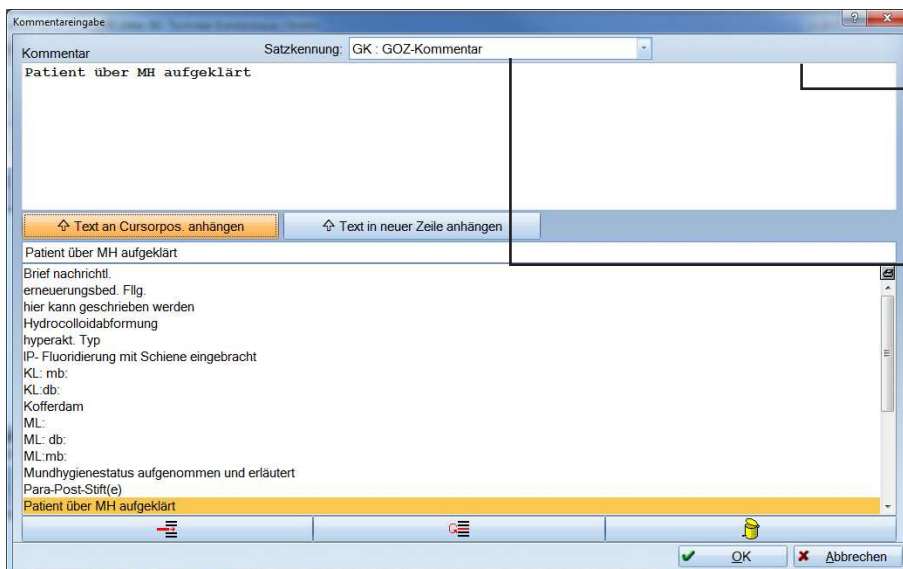 Kommentareingabe
Kommentar Satzkennung: GK : GOZ-Kommentar
Patient über MH aufgeklärt
Text an Cursorpos. anhängen Text in neuer Zeile anhängen
Patient über MH aufgeklärt
Brief nachrichtl.
erneuerungsbed. Fllg.
hier kann geschrieben werden
Hydrocolloidabformung
hyperakt. Typ
IP- Fluoridierung mit Schiene eingebracht
KL: mb:
KL:db:
Kofferdam
ML:
ML: db:
ML:mb:
Mundhygienestatus aufgenommen und erläutert
Para-Post-Stift(e)
Patient über MH aufgeklärt
OK Abbrechen